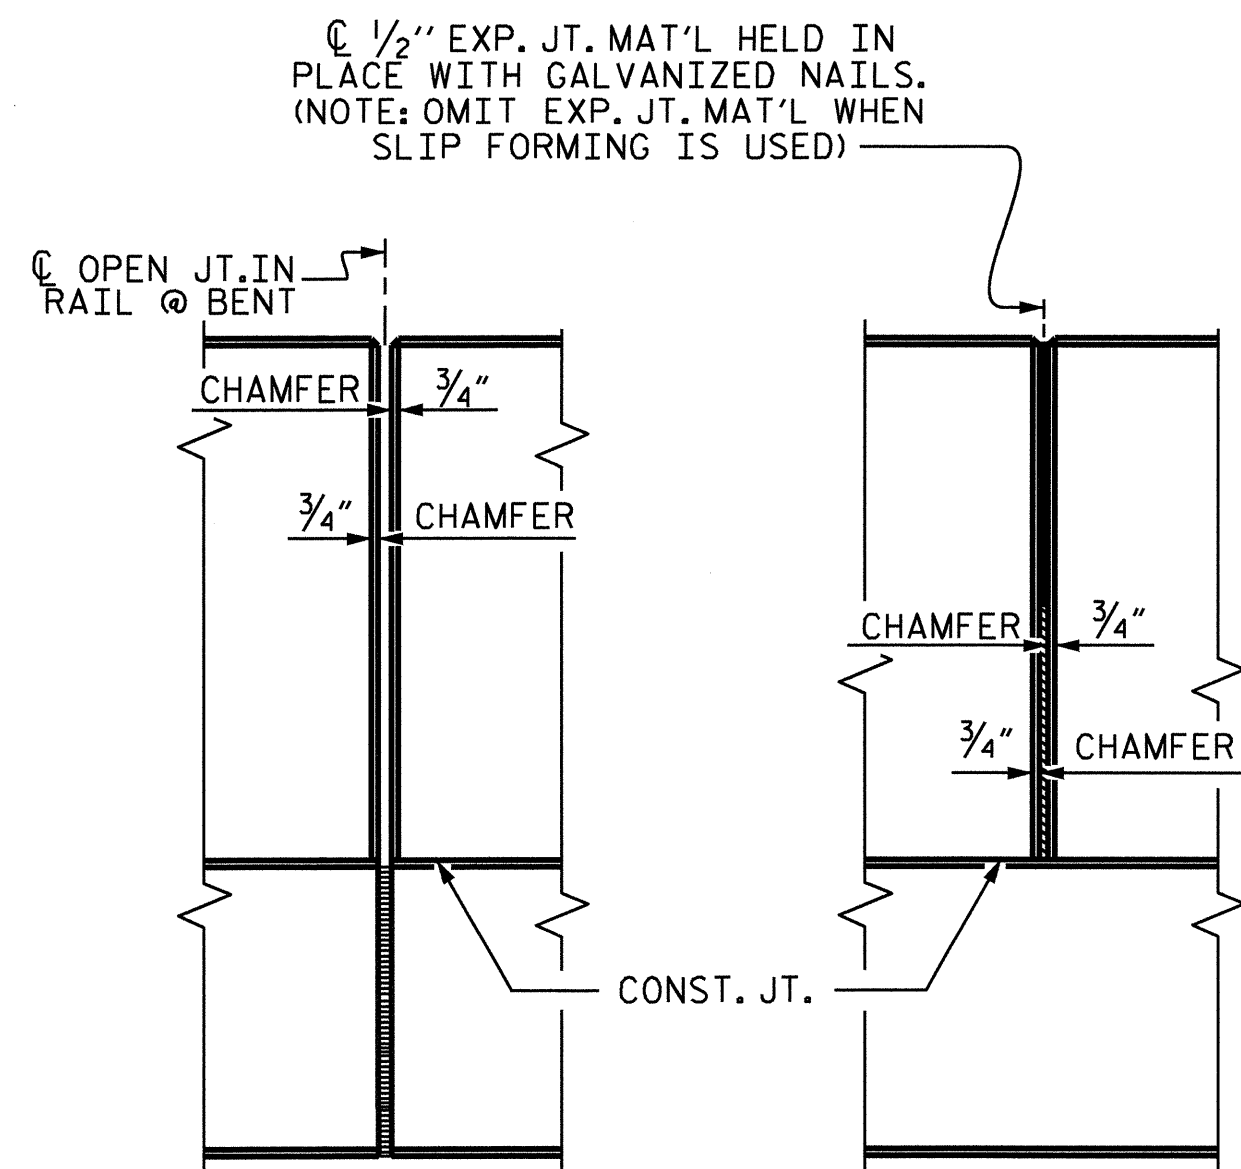 ℄ 1/2" EXP. JT. MAT'L HELD IN
PLACE WITH GALVANIZED NAILS.
(NOTE: OMIT EXP. JT. MAT'L WHEN
SLIP FORMING IS USED)
℄ OPEN JT. IN
RAIL @ BENT
CHAMFER 3/4"
3/4" CHAMFER
CHAMFER 3/4"
3/4" CHAMFER
CONST. JT.